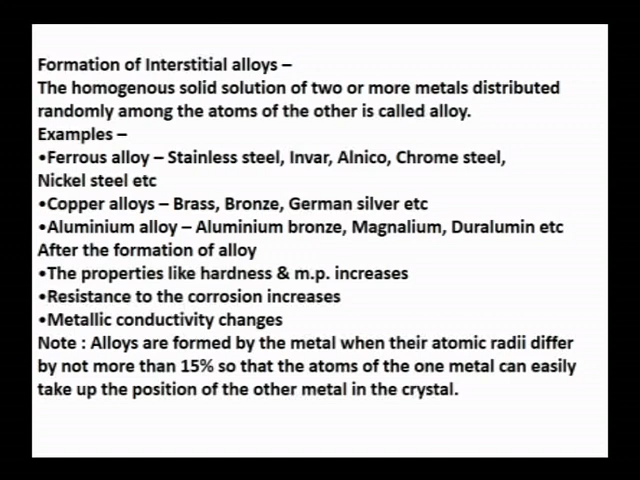 Formation of Interstitial alloys –
The homogenous solid solution of two or more metals distributed
randomly among the atoms of the other is called alloy.
Examples –
•Ferrous alloy – Stainless steel, Invar, Alnico, Chrome steel,
Nickel steel etc
•Copper alloys – Brass, Bronze, German silver etc
•Aluminium alloy – Aluminium bronze, Magnalium, Duralumin etc
After the formation of alloy
•The properties like hardness & m.p. increases
•Resistance to the corrosion increases
•Metallic conductivity changes
Note : Alloys are formed by the metal when their atomic radii differ
by not more than 15% so that the atoms of the one metal can easily
take up the position of the other metal in the crystal.